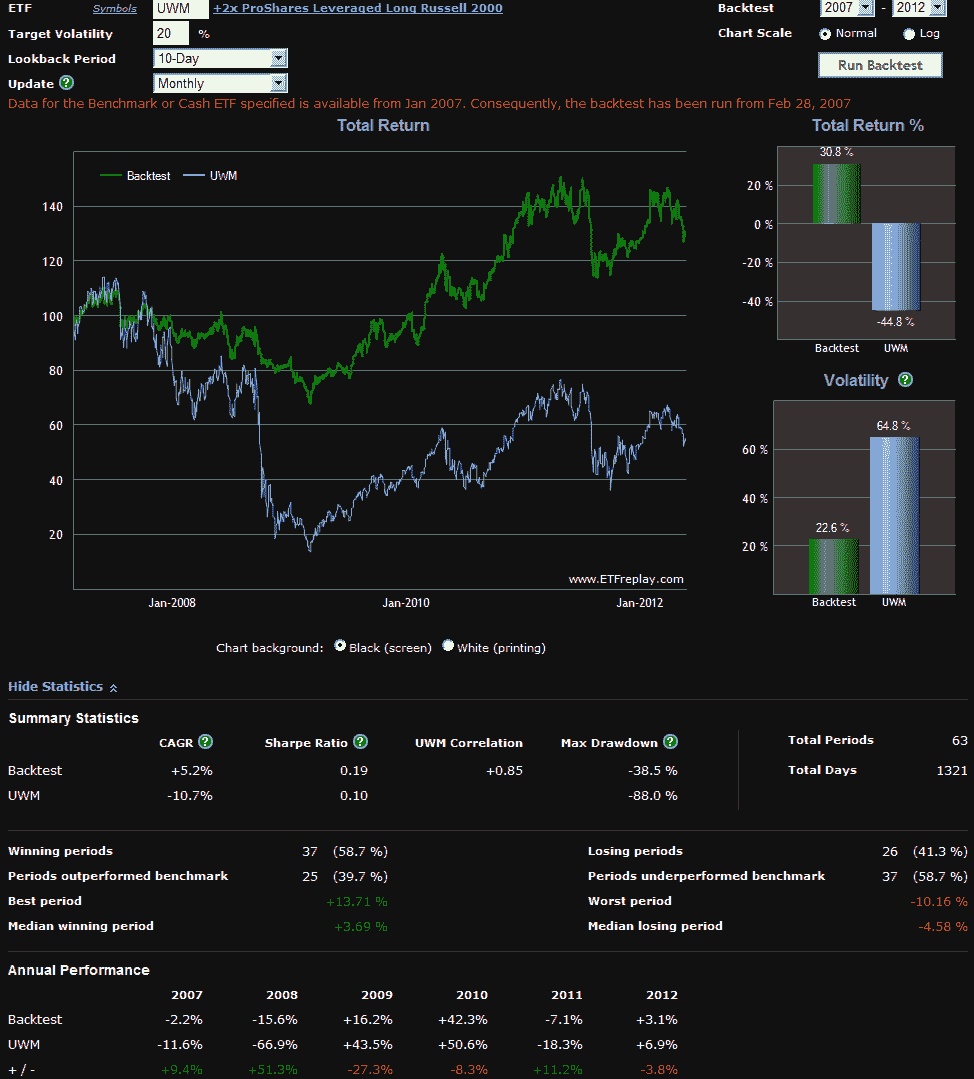 ETF Symbols UWM +2x ProShares Leveraged Long Russell 2000 Backtest 2007 - 2012
Target Volatility 20 % Chart Scale Normal Log
Lookback Period 10-Day Run Backtest
Update ? Monthly
Data for the Benchmark or Cash ETF specified is available from Jan 2007. Consequently, the backtest has been run from Feb 28, 2007
Total Return
Backtest UWM
140
120
100
80
60
40
20
www.ETFreplay.com
Jan-2008 Jan-2010 Jan-2012
Total Return %
30.8 %
20 %
0 %
-20 %
-40 %
-44.8 %
Backtest UWM
Volatility ?
64.8 %
60 %
40 %
22.6 %
20 %
Backtest UWM
Chart background: Black (screen) White (printing)
Hide Statistics
Summary Statistics
CAGR ? Sharpe Ratio ? UWM Correlation Max Drawdown ? Total Periods 63
Backtest +5.2% 0.19 +0.85 -38.5 % Total Days 1321
UWM -10.7% 0.10 -88.0 %
Winning periods 37 (58.7 %) Losing periods 26 (41.3 %)
Periods outperformed benchmark 25 (39.7 %) Periods underperformed benchmark 37 (58.7 %)
Best period +13.71 % Worst period -10.16 %
Median winning period +3.69 % Median losing period -4.58 %
Annual Performance
2007 2008 2009 2010 2011 2012
Backtest -2.2% -15.6% +16.2% +42.3% -7.1% +3.1%
UWM -11.6% -66.9% +43.5% +50.6% -18.3% +6.9%
+ / - +9.4% +51.3% -27.3% -8.3% +11.2% -3.8%